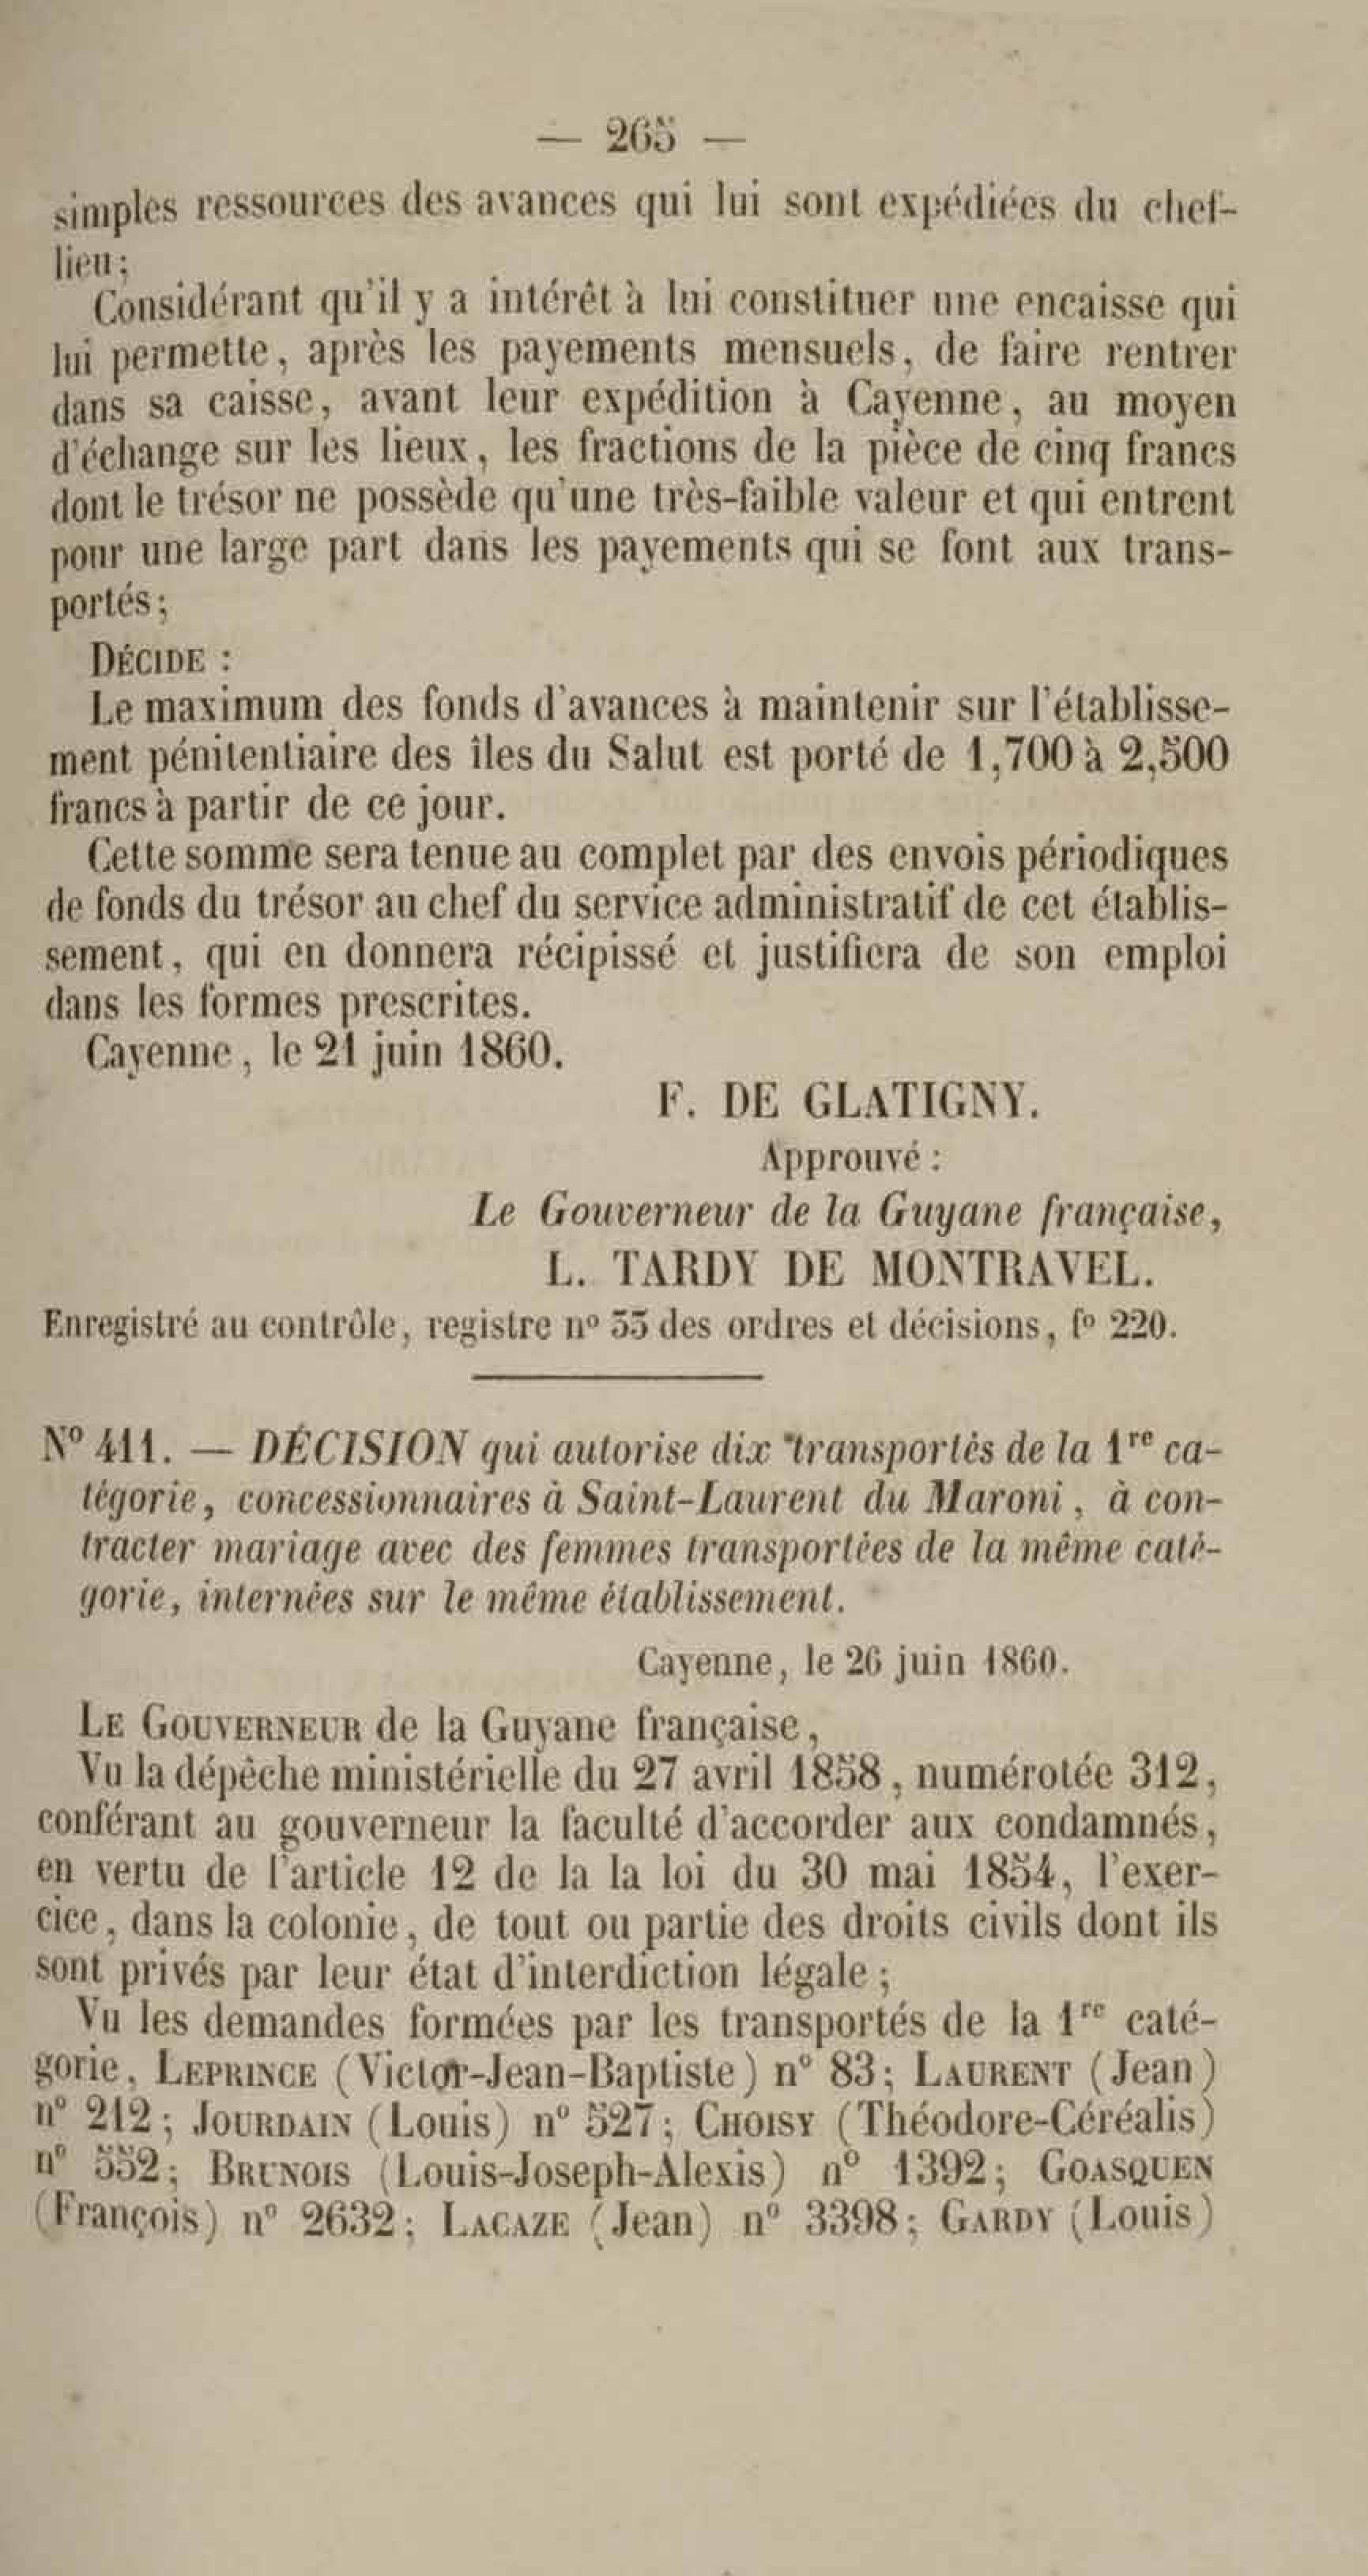 — 265 —
simples ressources des avances qui lui sont expédiées du chef-
lieu;
Considérant qu'il y a intérêt à lui constituer une encaisse qui
lui permette, après les payements mensuels, de faire rentrer
dans sa caisse, avant leur expédition à Cayenne, au moyen
d'échange sur les lieux, les fractions de la pièce de cinq francs
dont le trésor ne possède qu'une très-faible valeur et qui entrent
pour une large part dans les payements qui se font aux trans-
portés;
DÉCIDE :
Le maximum des fonds d'avances à maintenir sur l'établisse-
ment pénitentiaire des îles du Salut est porté de 1,700 à 2,500
francs à partir de ce jour.
Cette somme sera tenue au complet par des envois périodiques
de fonds du trésor au chef du service administratif de cet établis-
sement, qui en donnera récipissé et justifiera de son emploi
dans les formes prescrites.
Cayenne, le 21 juin 1860.
F. DE GLATIGNY.
Approuvé :
Le Gouverneur de la Guyane française,
L. TARDY DE MONTRAVEL.
Enregistré au contrôle, registre nº 55 des ordres et décisions, fº 220.
Nº 411. — DÉCISION qui autorise dix transportés de la 1re ca-
tégorie, concessionnaires à Saint-Laurent du Maroni, à con-
tracter mariage avec des femmes transportées de la même caté-
gorie, internées sur le même établissement.
Cayenne, le 26 juin 1860.
LE GOUVERNEUR de la Guyane française,
Vu la dépêche ministérielle du 27 avril 1858, numérotée 312,
conférant au gouverneur la faculté d'accorder aux condamnés,
en vertu de l'article 12 de la la loi du 30 mai 1854, l'exer-
cice, dans la colonie, de tout ou partie des droits civils dont ils
sont privés par leur état d'interdiction légale;
Vu les demandes formées par les transportés de la 1re caté-
gorie, LEPRINCE (Victor-Jean-Baptiste) nº 83; LAURENT (Jean)
nº 212; JOURDAIN (Louis) nº 527; CHOISY (Théodore-Céréalis)
nº 552; BRUNOIS (Louis-Joseph-Alexis) nº 1392; GOASQUEN
(François) nº 2632; LACAZE (Jean) nº 3398; GARDY (Louis)